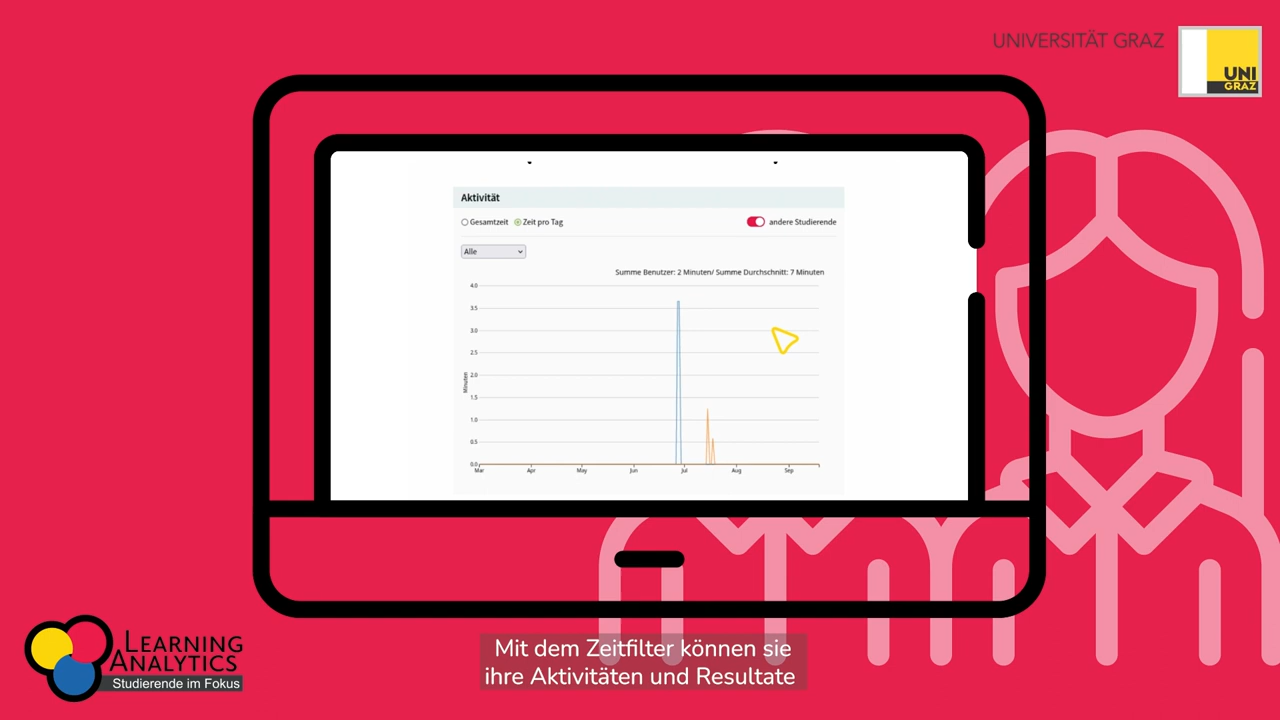 UNIVERSITÄT GRAZ
UNI
GRAZ
Aktivität
Gesamtzeit Zeit pro Tag andere Studierende
Alle
Summe Benutzer: 2 Minuten/ Summe Durchschnitt: 7 Minuten
4.0
3.5
3.0
2.5
2.0
1.5
1.0
0.5
0.0
Minuten
Mar Apr May Jun Jul Aug Sep
LEARNING
ANALYTICS
Studierende im Fokus
Mit dem Zeitfilter können sie
ihre Aktivitäten und Resultate